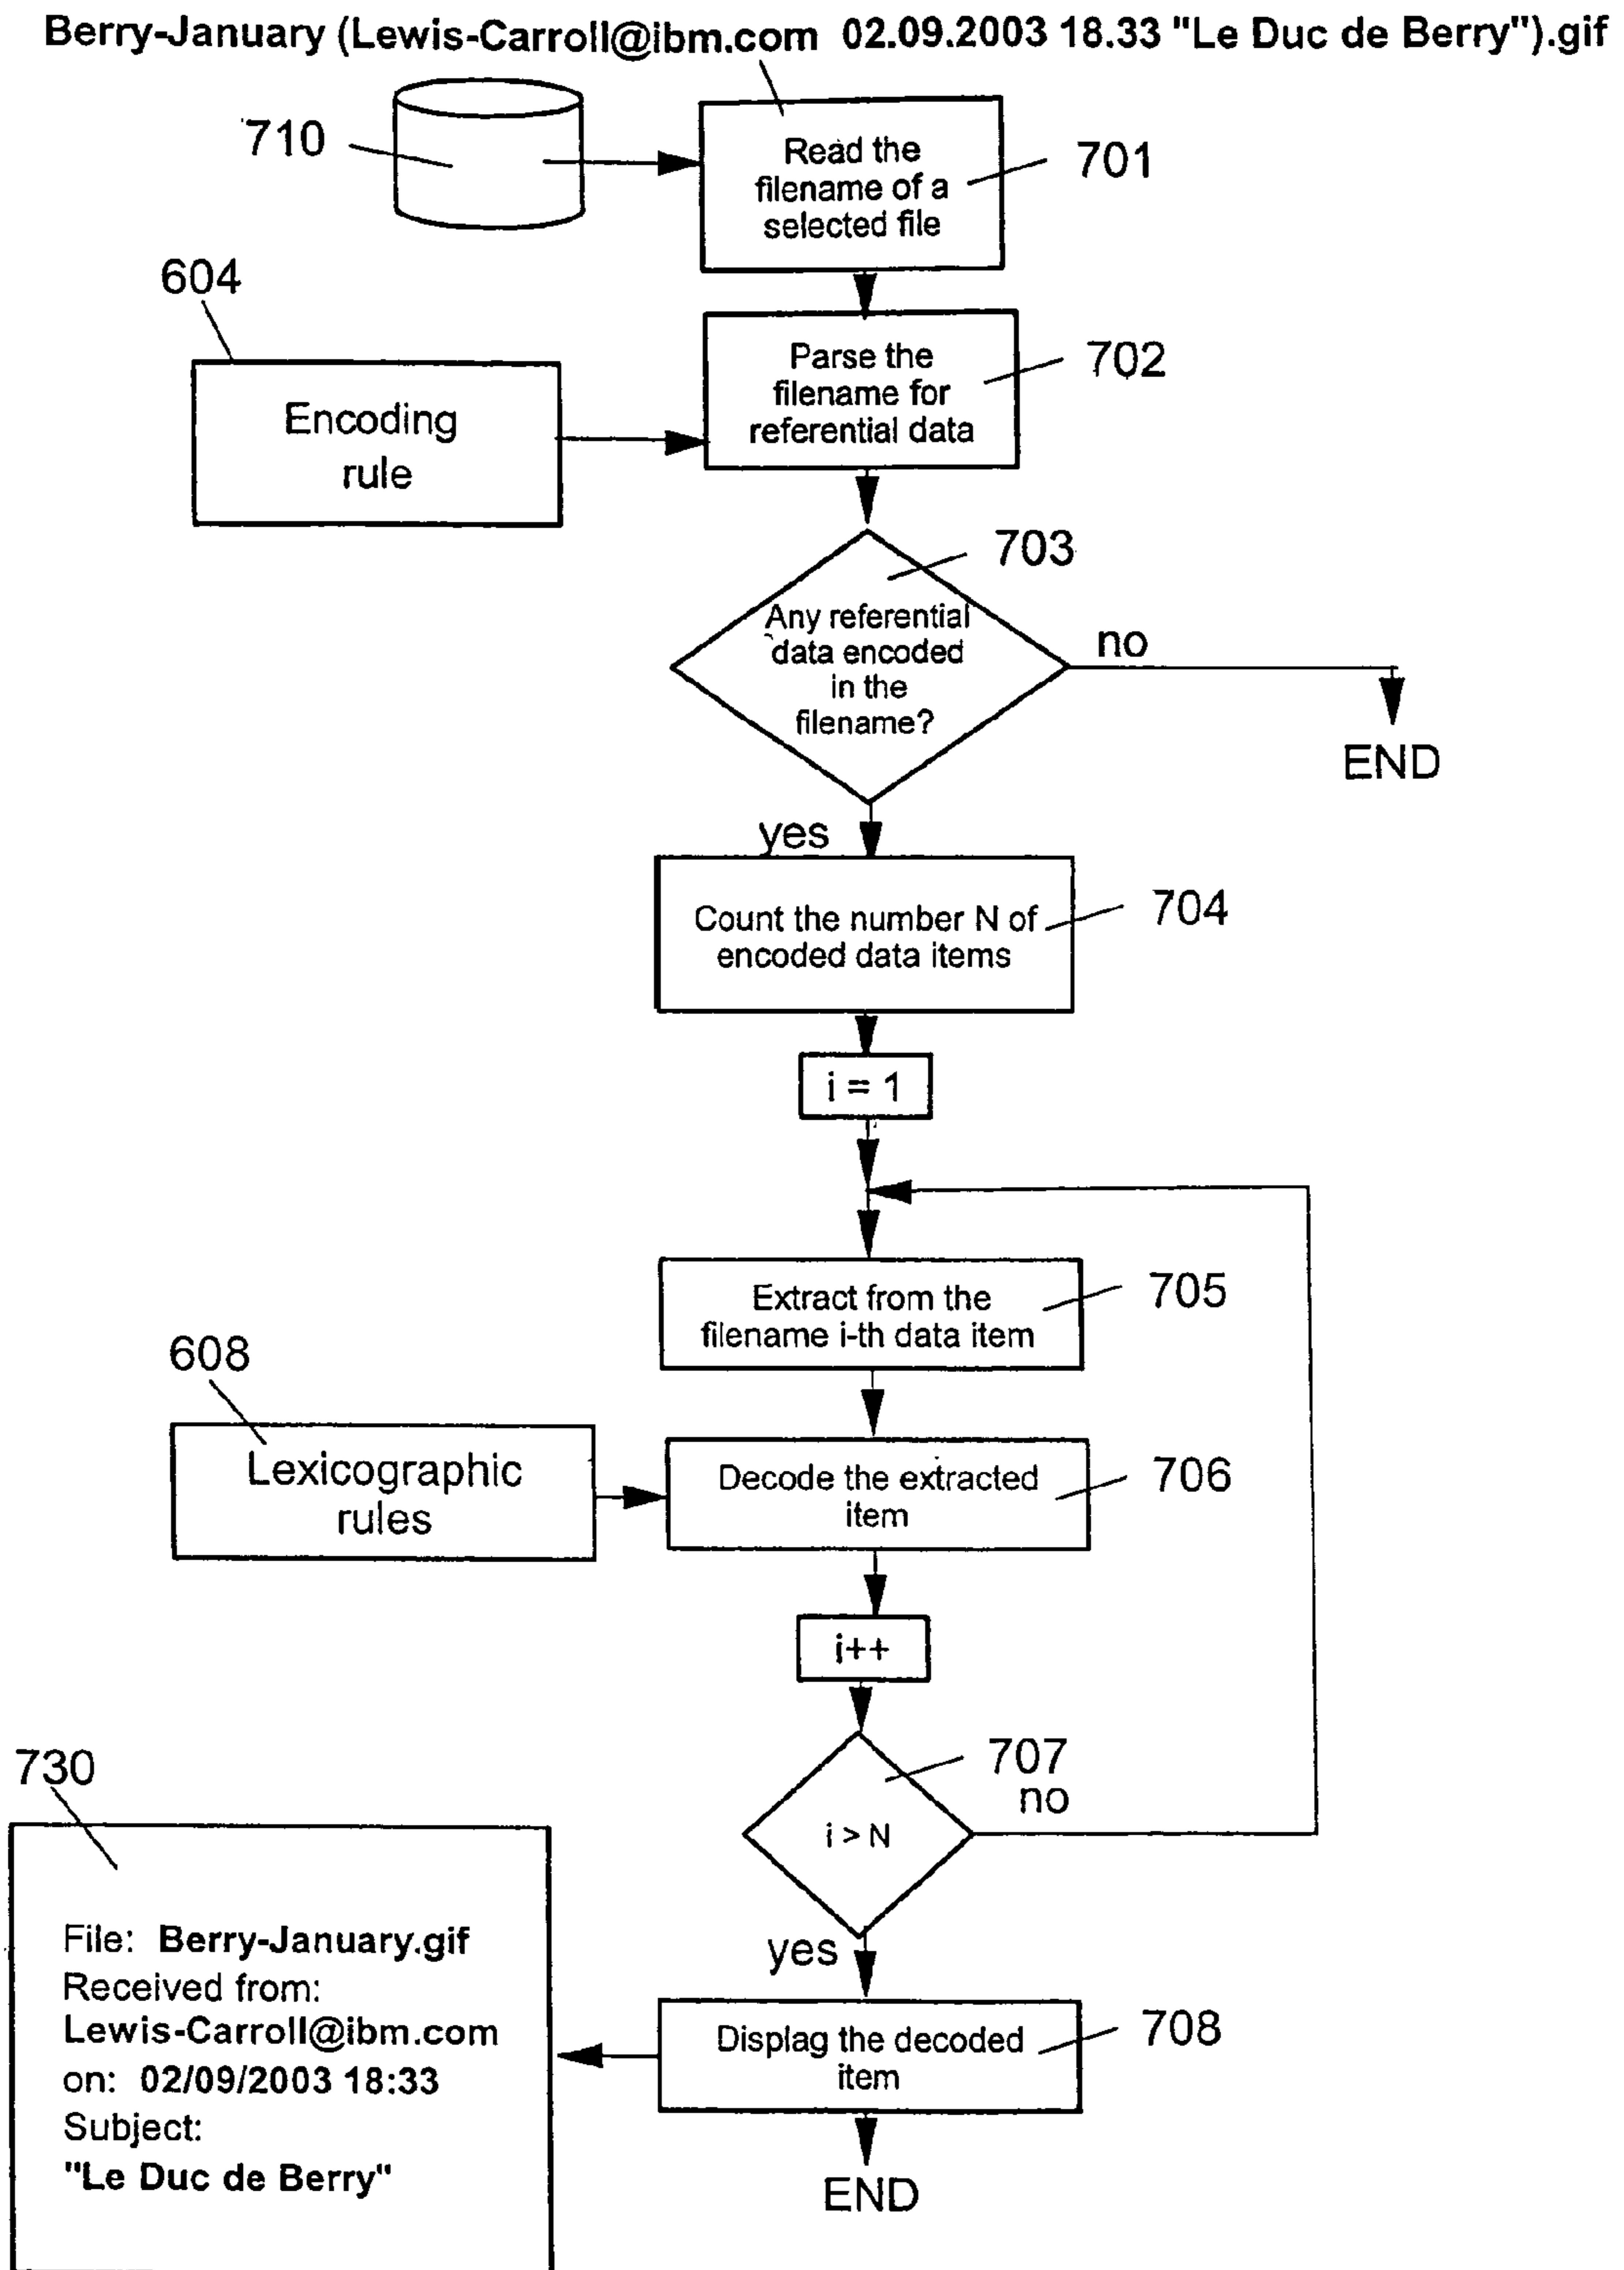 Berry-January (Lewis-Carroll@ibm.com 02.09.2003 18.33 "Le Duc de Berry").gif
710
Read the
filename of a
selected file
701
604
Encoding
rule
Parse the
filename for
referential data
702
703
Any referential
data encoded
in the
filename?
no
END
yes
Count the number N of
encoded data items
704
i = 1
Extract from the
filename i-th data item
705
608
Lexicographic
rules
Decode the extracted
item
706
i++
707
no
i > N
yes
730
File: Berry-January.gif
Received from:
Lewis-Carroll@ibm.com
on: 02/09/2003 18:33
Subject:
"Le Duc de Berry"
Displag the decoded
item
708
END